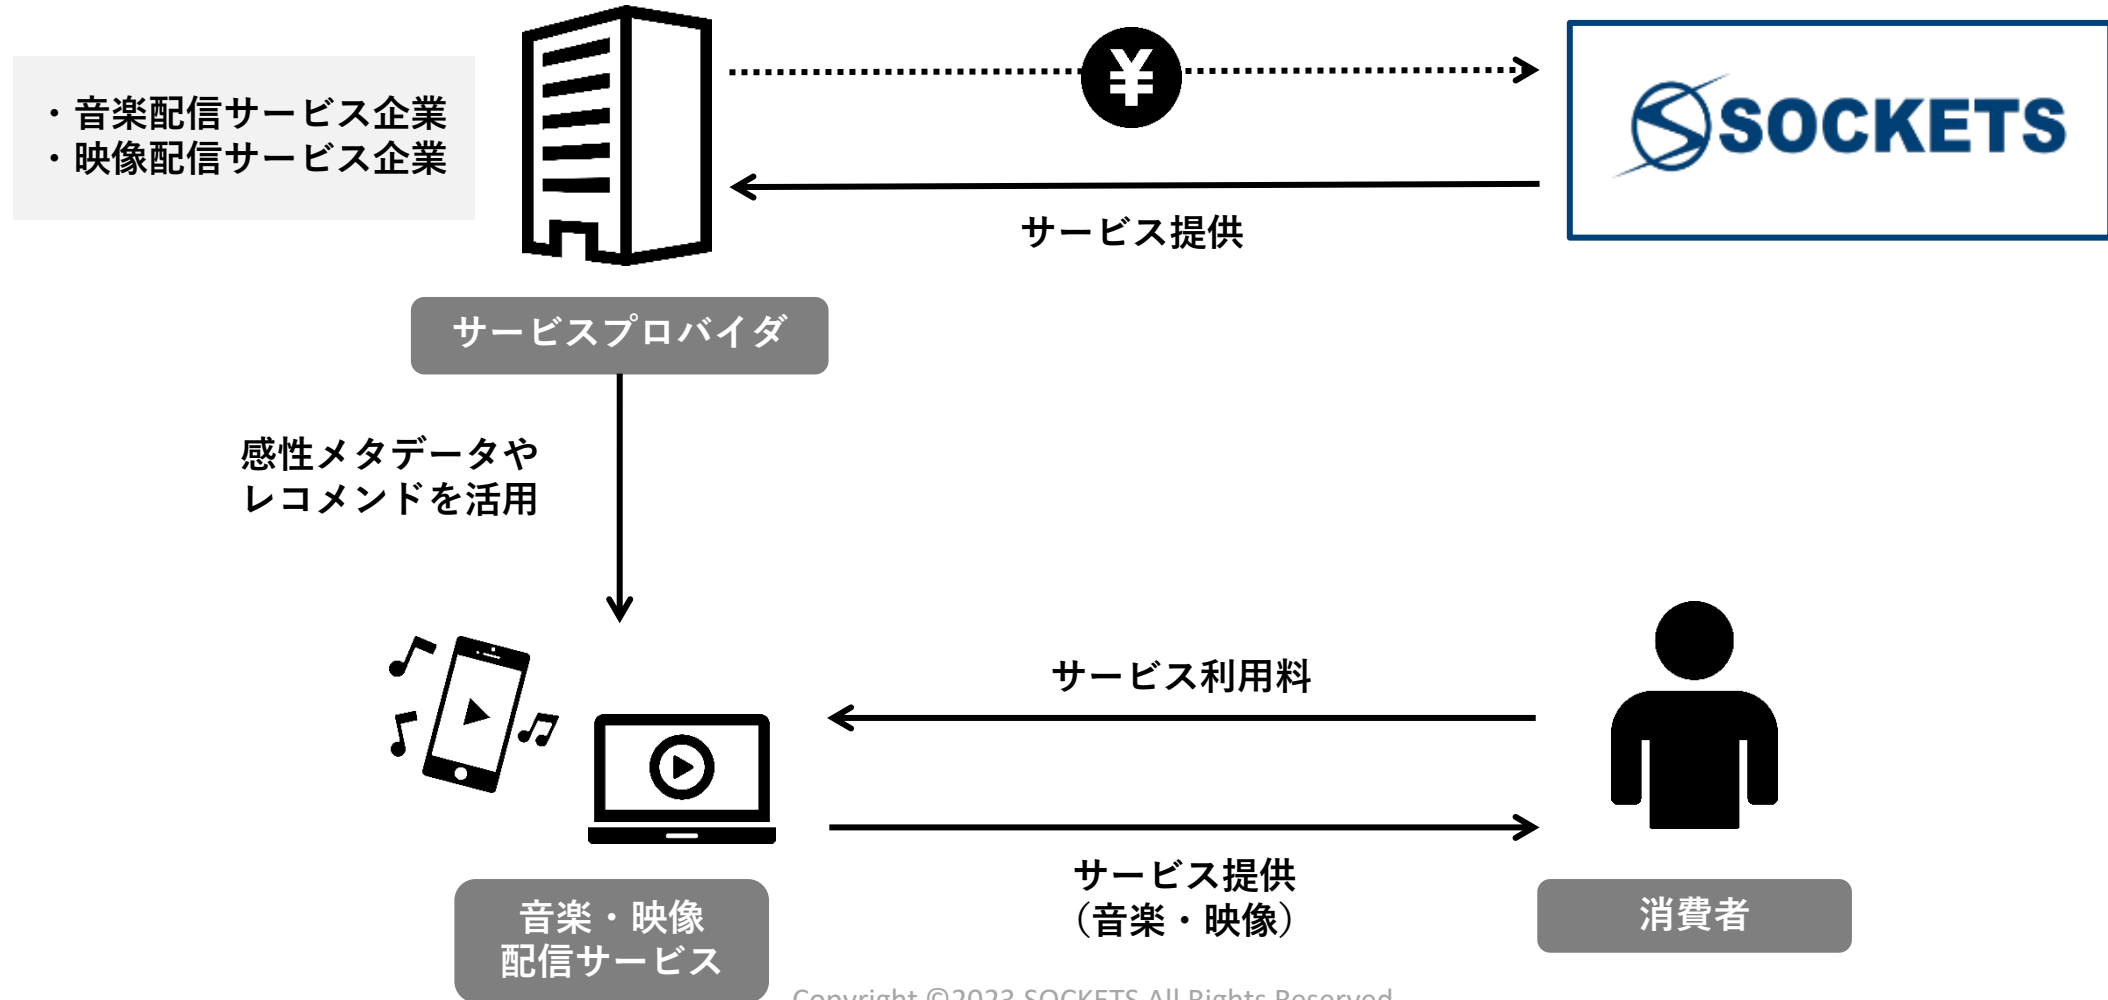 ・音楽配信サービス企業
・映像配信サービス企業
¥
SOCKETS
サービス提供
サービスプロバイダ
感性メタデータや
レコメンドを活用
サービス利用料
サービス提供
（音楽・映像）
音楽・映像
配信サービス
消費者
Copyright ©2023 SOCKETS All Rights Reserved